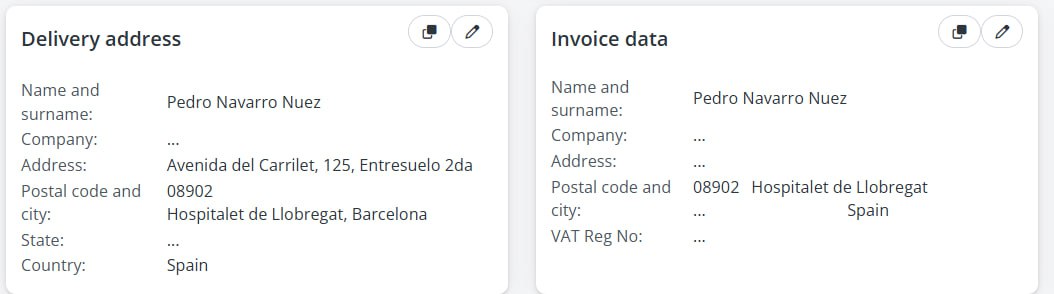 Delivery address
Name and
surname:
Pedro Navarro Nuez
Company:
...
Address:
Avenida del Carrilet, 125, Entresuelo 2da
Postal code and
city:
08902
Hospitalet de Llobregat, Barcelona
State:
...
Country:
Spain
Invoice data
Name and
surname:
Pedro Navarro Nuez
Company:
...
Address:
...
Postal code and
city:
08902 Hospitalet de Llobregat
... Spain
VAT Reg No:
...